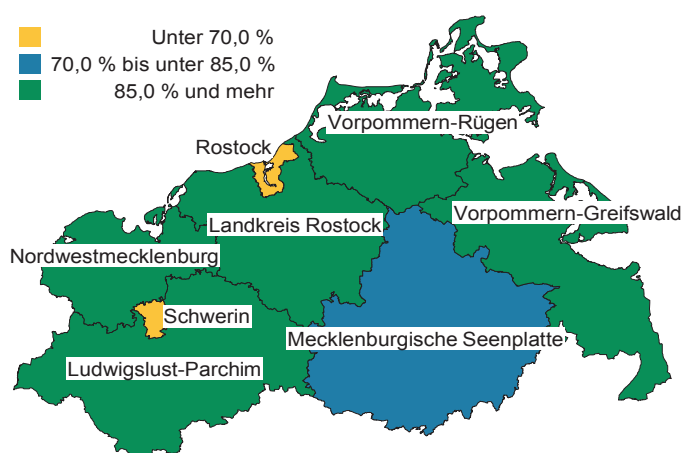 Unter 70,0 %
70,0 % bis unter 85,0 %
85,0 % und mehr
Vorpommern-Rügen
Rostock
Vorpommern-Greifswald
Landkreis Rostock
Nordwestmecklenburg
Schwerin
Mecklenburgische Seenplatte
Ludwigslust-Parchim